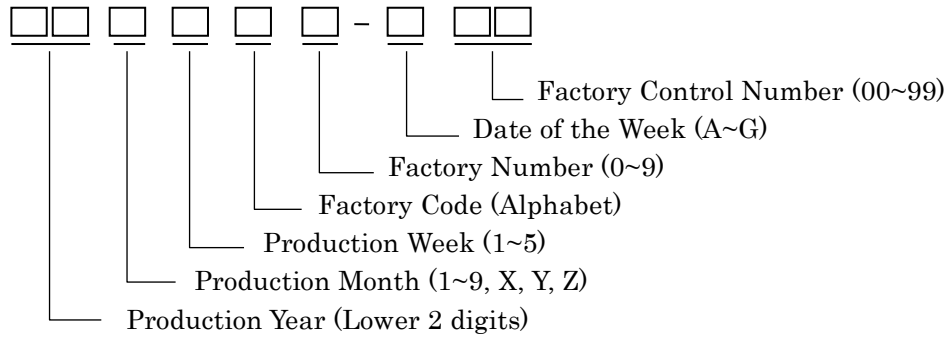 □□ □ □ □ □ – □ □□
Factory Control Number (00~99)
Date of the Week (A~G)
Factory Number (0~9)
Factory Code (Alphabet)
Production Week (1~5)
Production Month (1~9, X, Y, Z)
Production Year (Lower 2 digits)